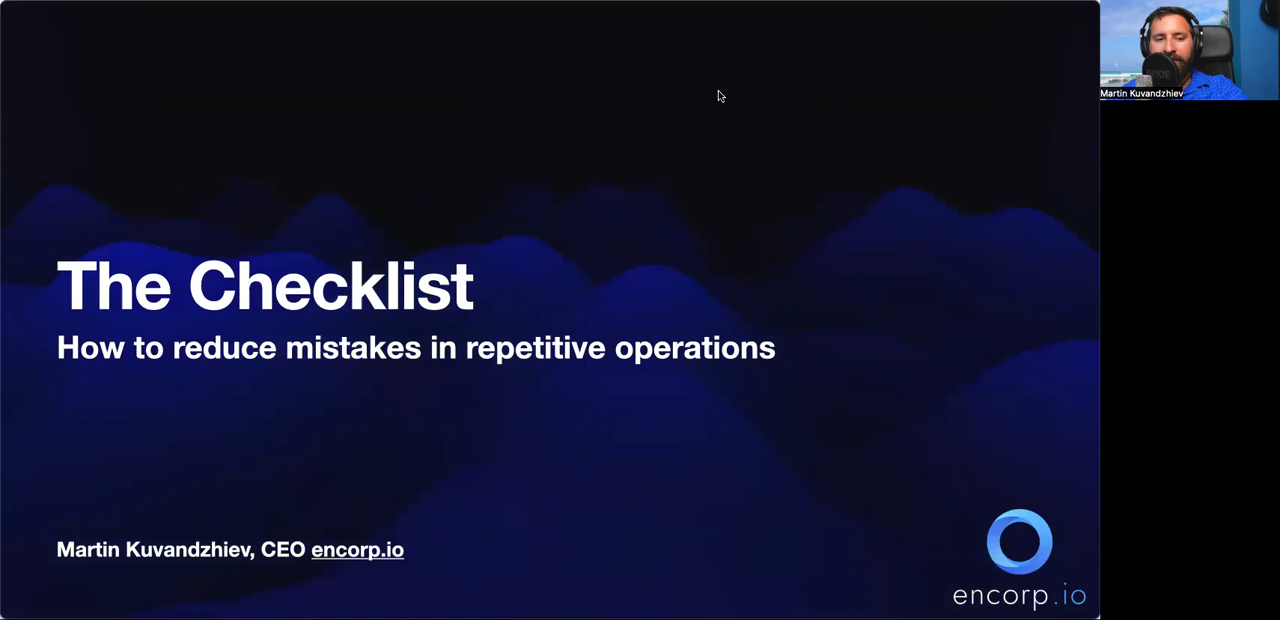 The Checklist
How to reduce mistakes in repetitive operations
Martin Kuvandzhiev, CEO encorp.io
encorp.io
Martin Kuvandzhiev